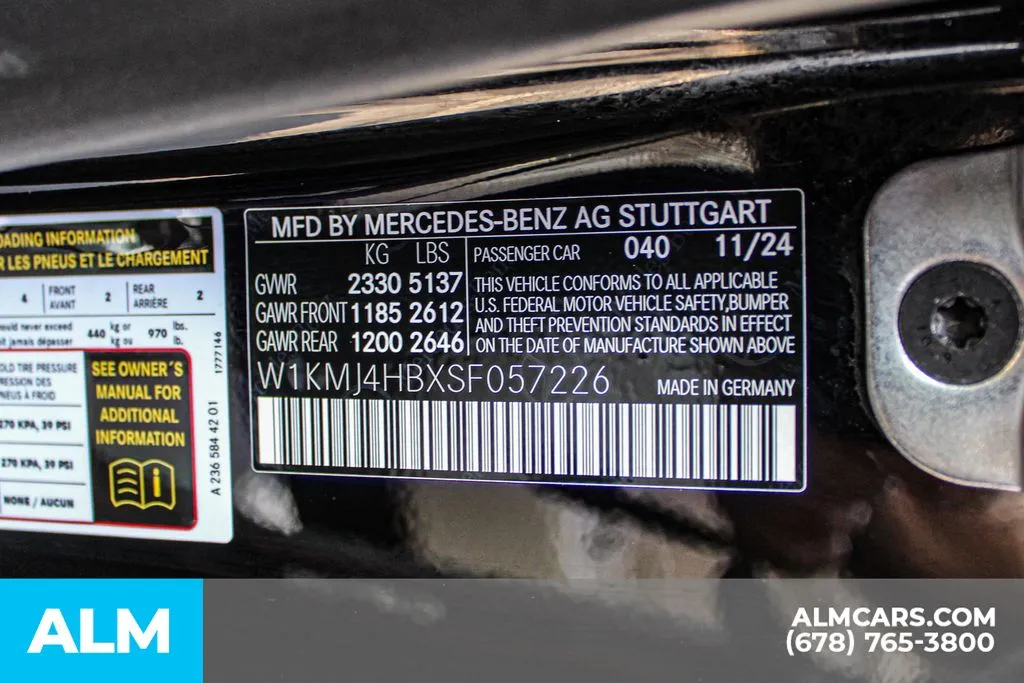 OADING INFORMATION
R LES PNEUS ET LE CHARGEMENT
4 FRONT AVANT 2 REAR ARRIÈRE 2
ould never exceed 440 kg or 970 lbs.
it jamais dépasser kg ou lb.
OLD TIRE PRESSURE
RESSION DES
NEUS À FROID
270 KPA, 39 PSI
270 KPA, 39 PSI
NONE / AUCUN
SEE OWNER'S
MANUAL FOR
ADDITIONAL
INFORMATION
1777146
A 236 584 42 01
MFD BY MERCEDES-BENZ AG STUTTGART
KG LBS
GVWR 2330 5137
GAWR FRONT 1185 2612
GAWR REAR 1200 2646
PASSENGER CAR 040 11/24
THIS VEHICLE CONFORMS TO ALL APPLICABLE
U.S. FEDERAL MOTOR VEHICLE SAFETY,BUMPER
AND THEFT PREVENTION STANDARDS IN EFFECT
ON THE DATE OF MANUFACTURE SHOWN ABOVE
W1KMJ4HBXSF057226 MADE IN GERMANY
ALM
ALMCARS.COM
(678) 765-3800